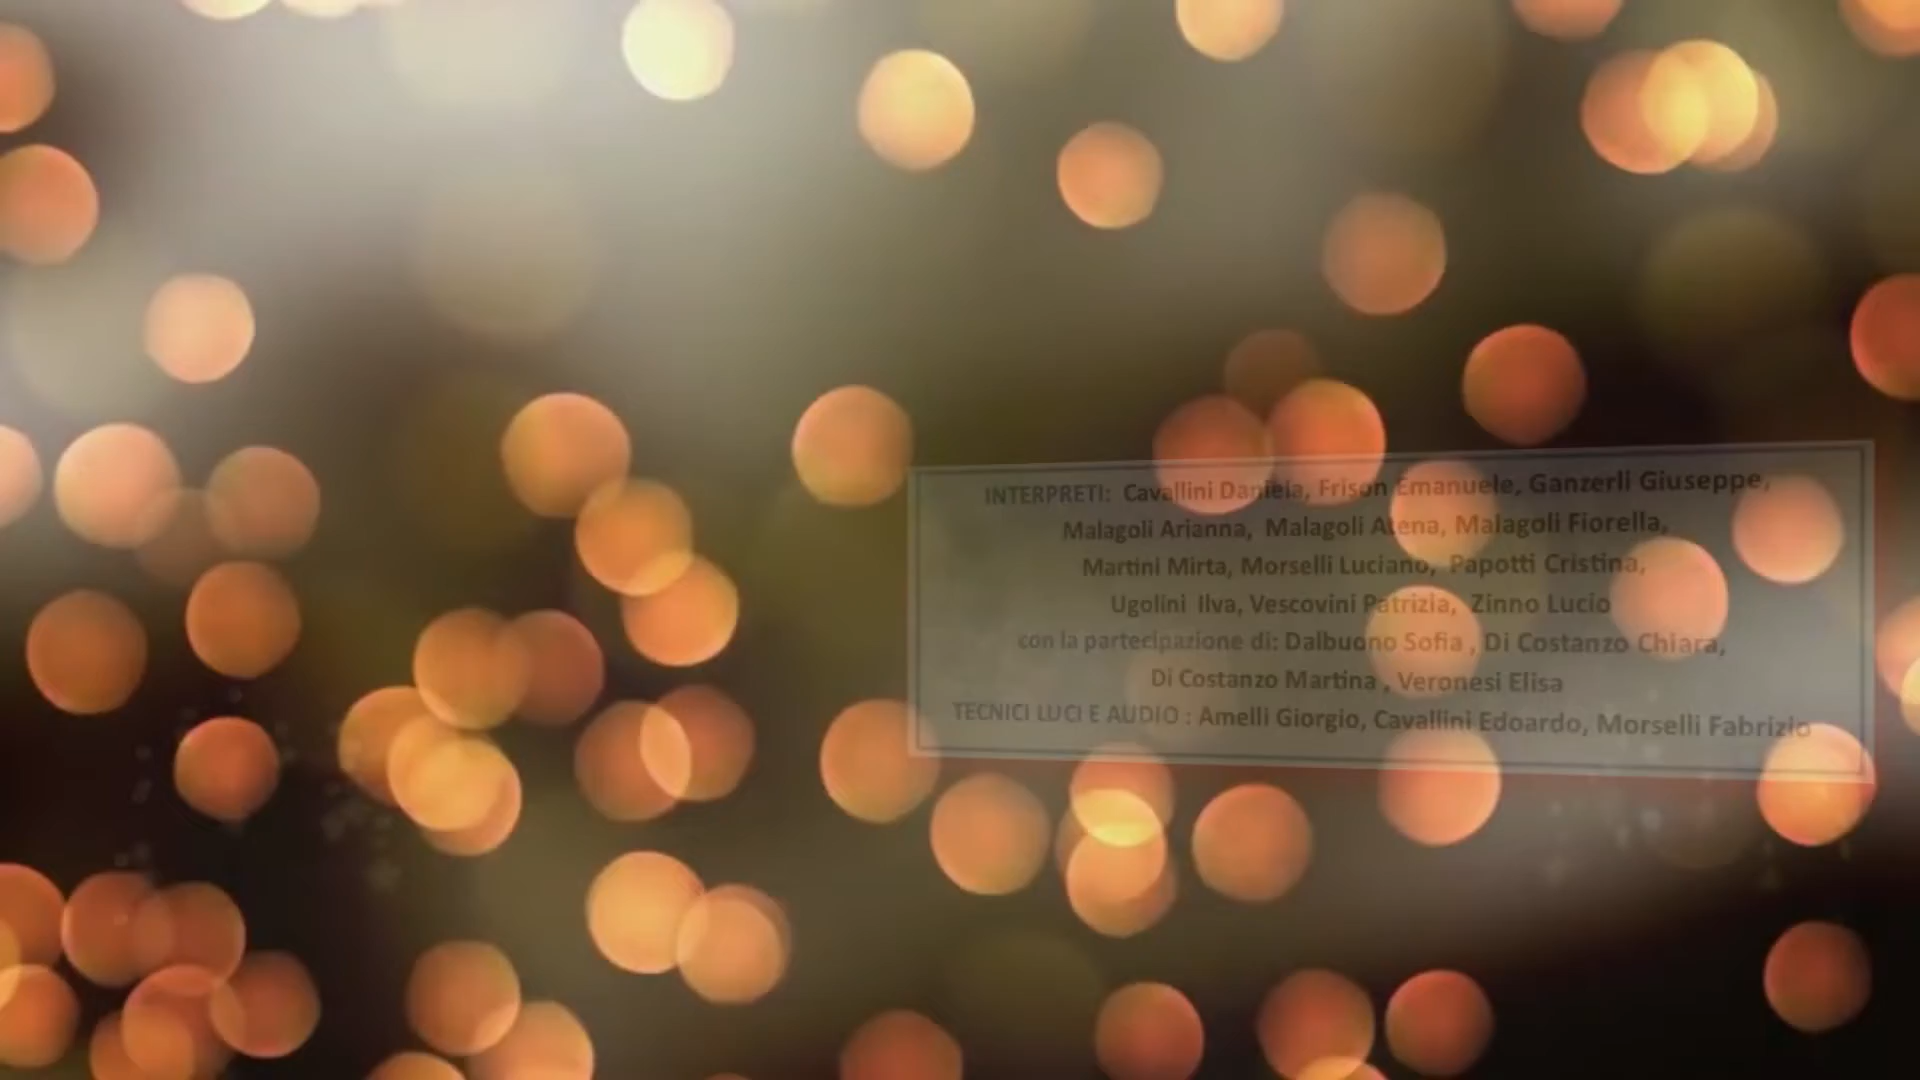 INTERPRETI: Cavallini Daniela, Frison Emanuele, Ganzerli Giuseppe,
Malagoli Arianna, Malagoli Atena, Malagoli Fiorella,
Martini Mirta, Morselli Luciano, Papotti Cristina,
Ugolini Ilva, Vescovini Patrizia, Zinno Lucio
con la partecipazione di: Dalbuono Sofia , Di Costanzo Chiara,
Di Costanzo Martina , Veronesi Elisa
TECNICI LUCI E AUDIO : Amelli Giorgio, Cavallini Edoardo, Morselli Fabrizio